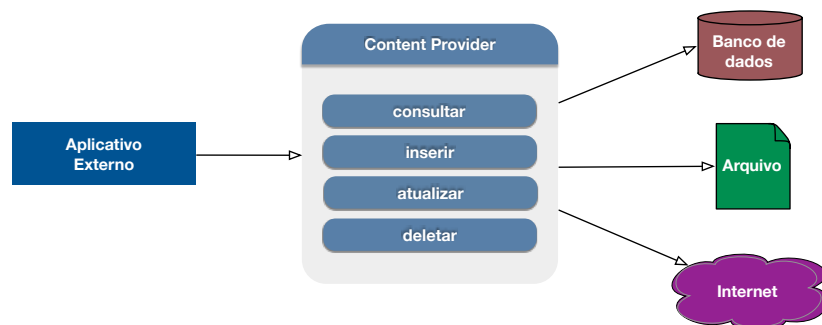 Content Provider
Banco de
dados
consultar
Aplicativo
Externo
inserir
Arquivo
atualizar
deletar
Internet